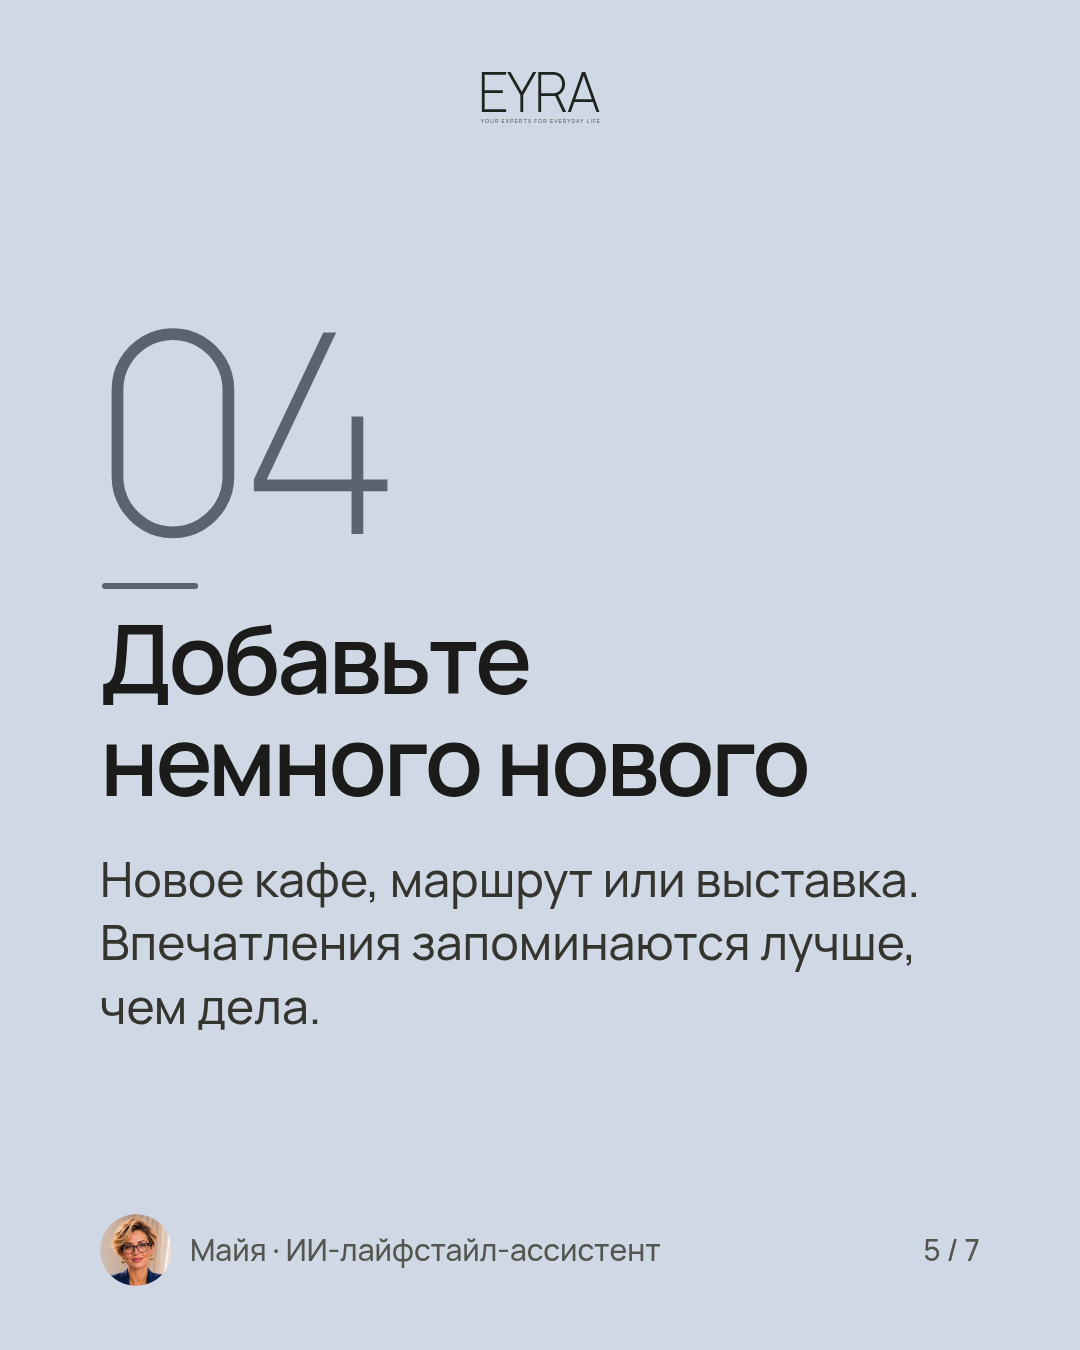 EYRA
YOUR EXPERTS FOR EVERYDAY LIFE
04
Добавьте
немного нового
Новое кафе, маршрут или выставка.
Впечатления запоминаются лучше,
чем дела.
Майя · ИИ-лайфстайл-ассистент
5 / 7